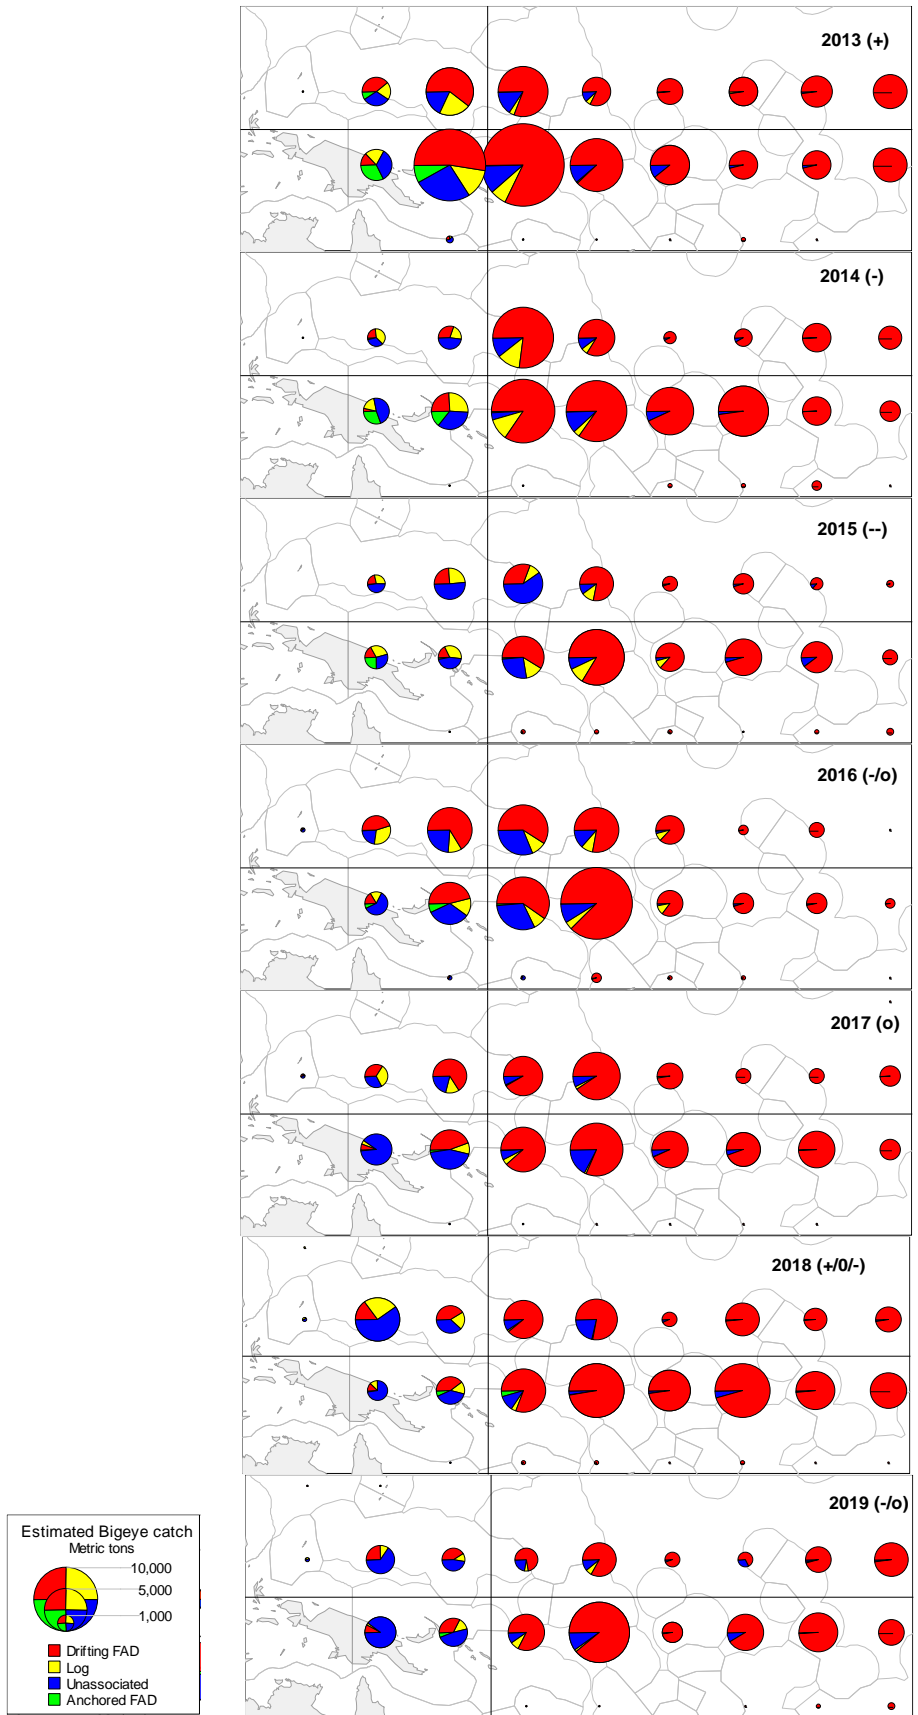 2013 (+)
2014 (-)
2015 (--)
2016 (-/o)
2017 (o)
2018 (+/0/-)
2019 (-/o)
Estimated Bigeye catch
Metric tons
10,000
5,000
1,000
Drifting FAD
Log
Unassociated
Anchored FAD